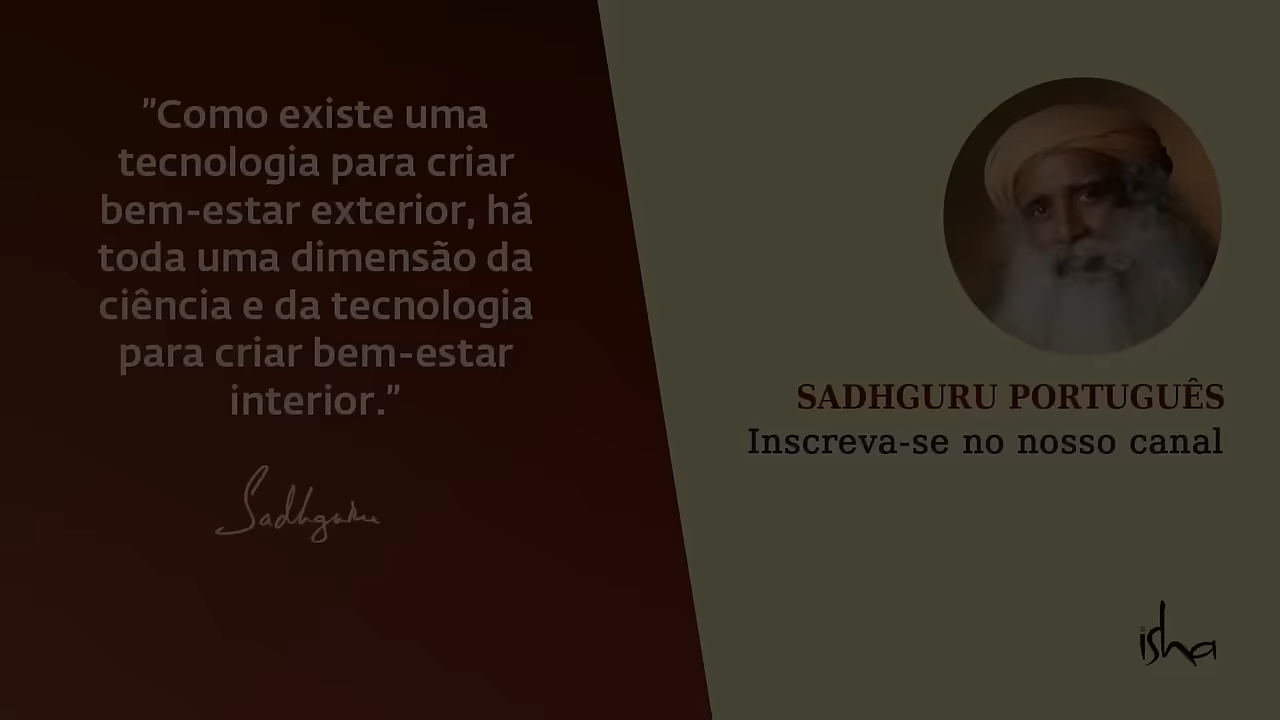 "Como existe uma
tecnologia para criar
bem-estar exterior, há
toda uma dimensão da
ciência e da tecnologia
para criar bem-estar
interior."
Sadhguru
SADHGURU PORTUGUÊS
Inscreva-se no nosso canal
isha